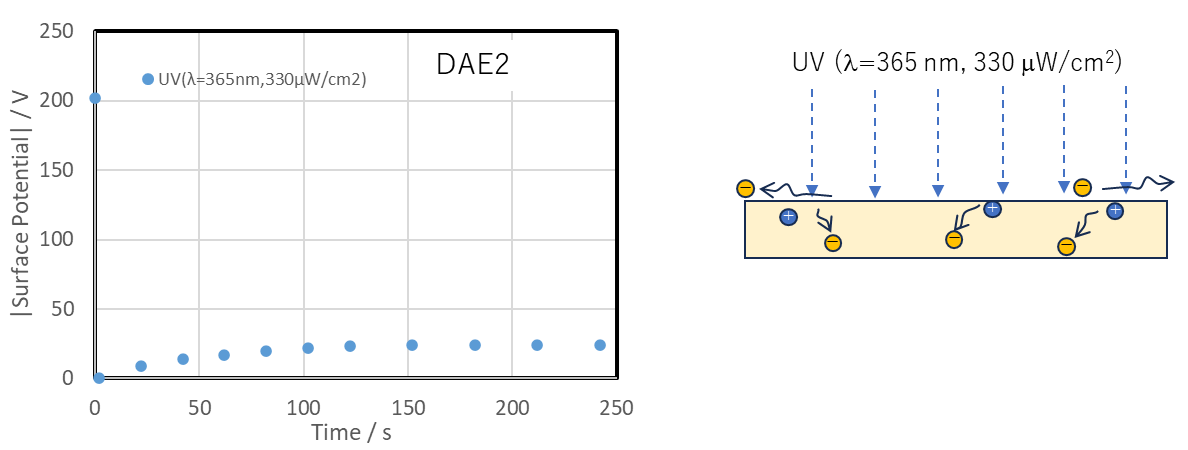 250
200
150
100
50
0
|Surface Potential| / V
DAE2
UV(λ=365nm,330μW/cm2)
0 50 100 150 200 250
Time / s
UV (λ=365 nm, 330 μW/cm²)
− −
+ + +
− − −